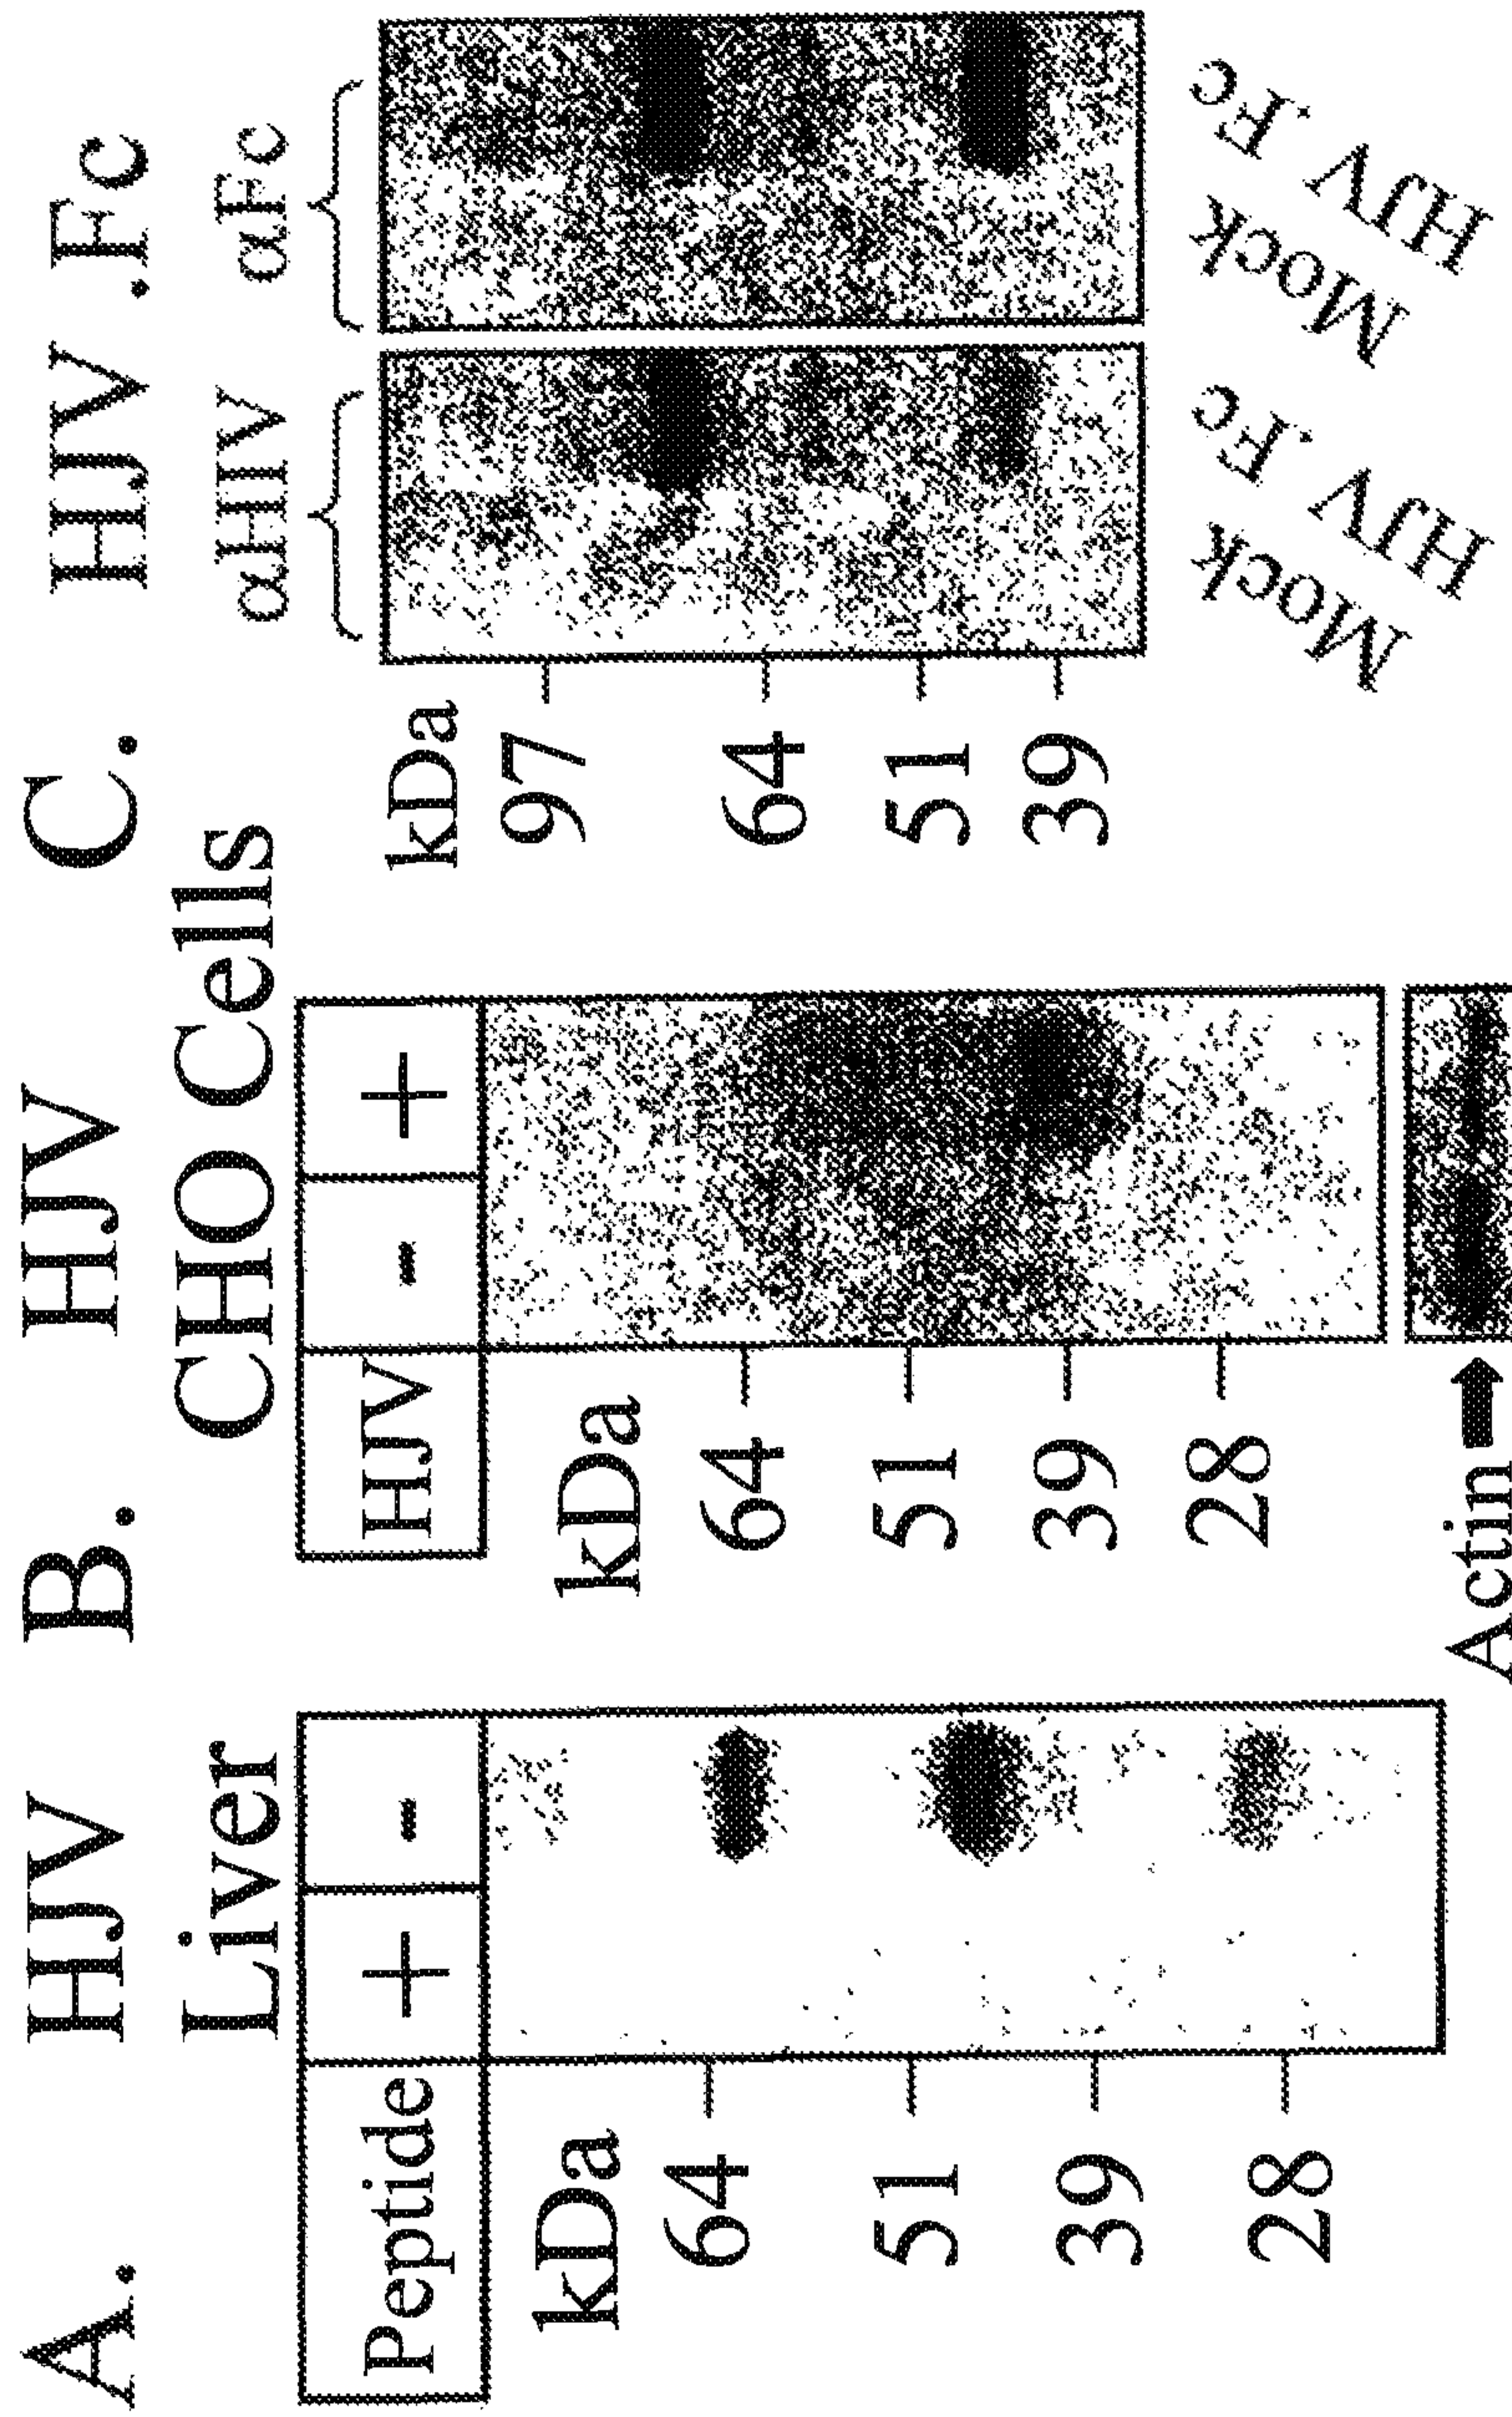 A. HJV Liver
Peptide + -
kDa
64
51
39
28
B. HJV CHO Cells
HJV - +
kDa
64
51
39
28
Actin
C. HJV .Fc
αHIV αFc
kDa
97
64
51
39
Mock HJV .Fc Mock HJV .Fc